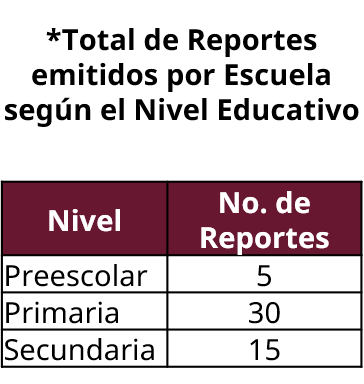 *Total de Reportes
emitidos por Escuela
según el Nivel Educativo
Nivel No. de
Reportes
Preescolar 5
Primaria 30
Secundaria 15